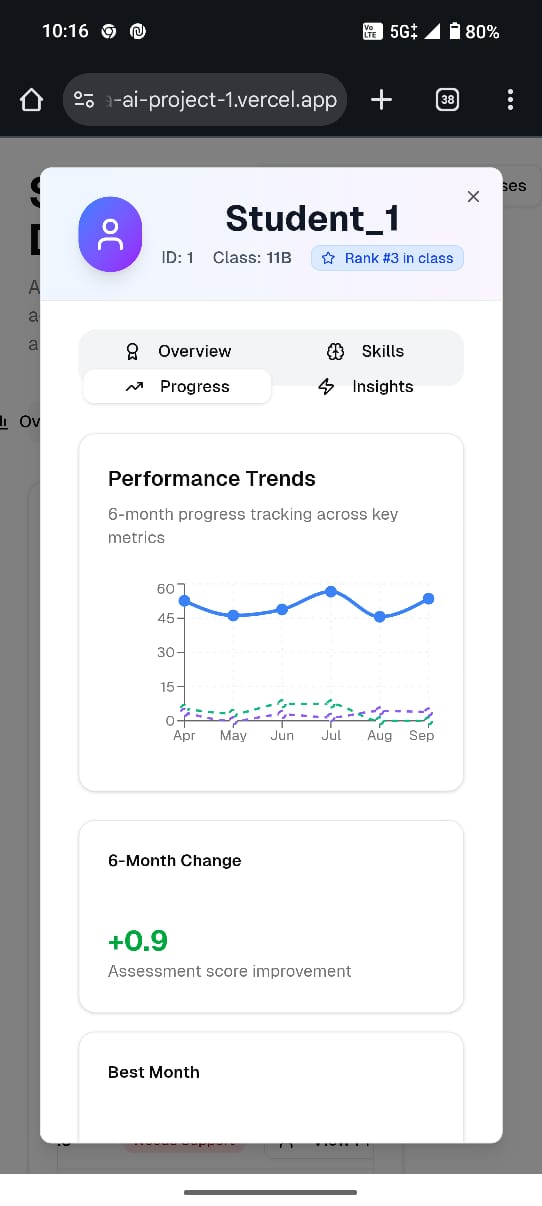 10:16
Vo LTE 5G 80%
a-ai-project-1.vercel.app
38
Student_1
ID: 1 Class: 11B Rank #3 in class
Overview Skills
Progress Insights
Performance Trends
6-month progress tracking across key
metrics
60
45
30
15
0
Apr May Jun Jul Aug Sep
6-Month Change
+0.9
Assessment score improvement
Best Month